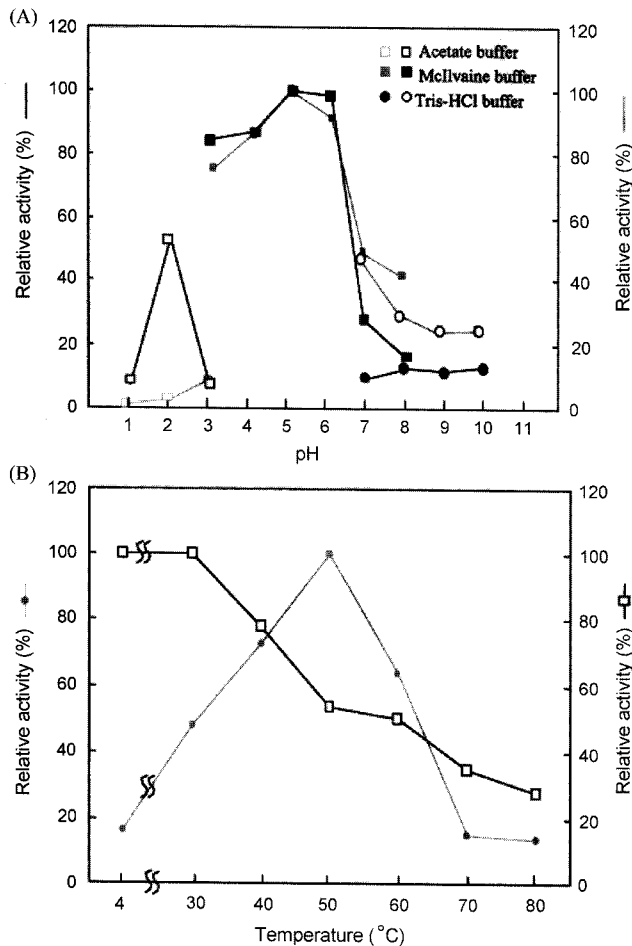 (A)
120
100
80
60
40
20
0
Relative activity (%)
Acetate buffer
McIlvaine buffer
Tris-HCl buffer
120
100
80
60
40
20
0
Relative activity (%)
1 2 3 4 5 6 7 8 9 10 11
pH
(B)
120
100
80
60
40
20
0
Relative activity (%)
120
100
80
60
40
20
0
Relative activity (%)
4 30 40 50 60 70 80
Temperature (°C)